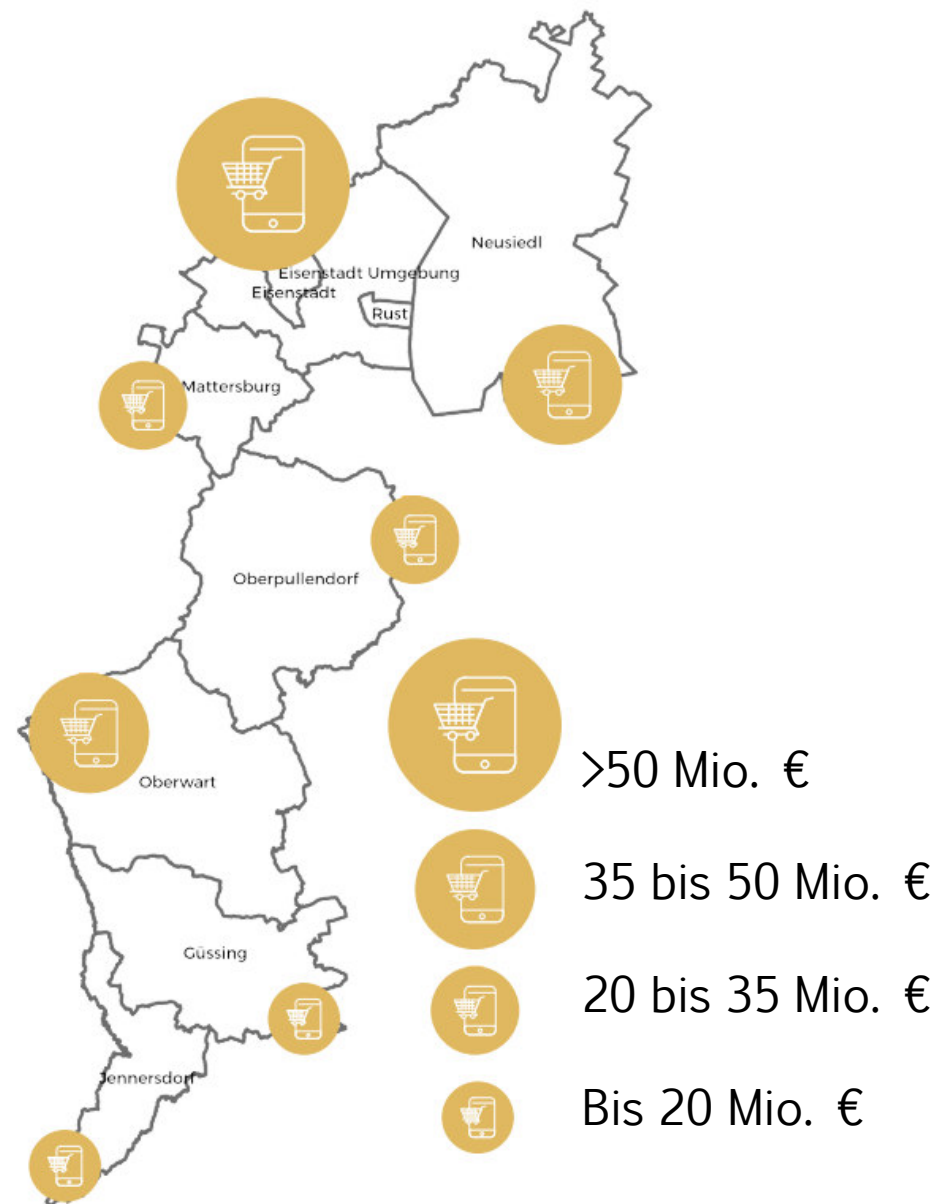 Neusiedl
Eisenstadt Umgebung
Eisenstadt
Rust
Mattersburg
Oberpullendorf
Oberwart
Güssing
Jennersdorf
>50 Mio. €
35 bis 50 Mio. €
20 bis 35 Mio. €
Bis 20 Mio. €